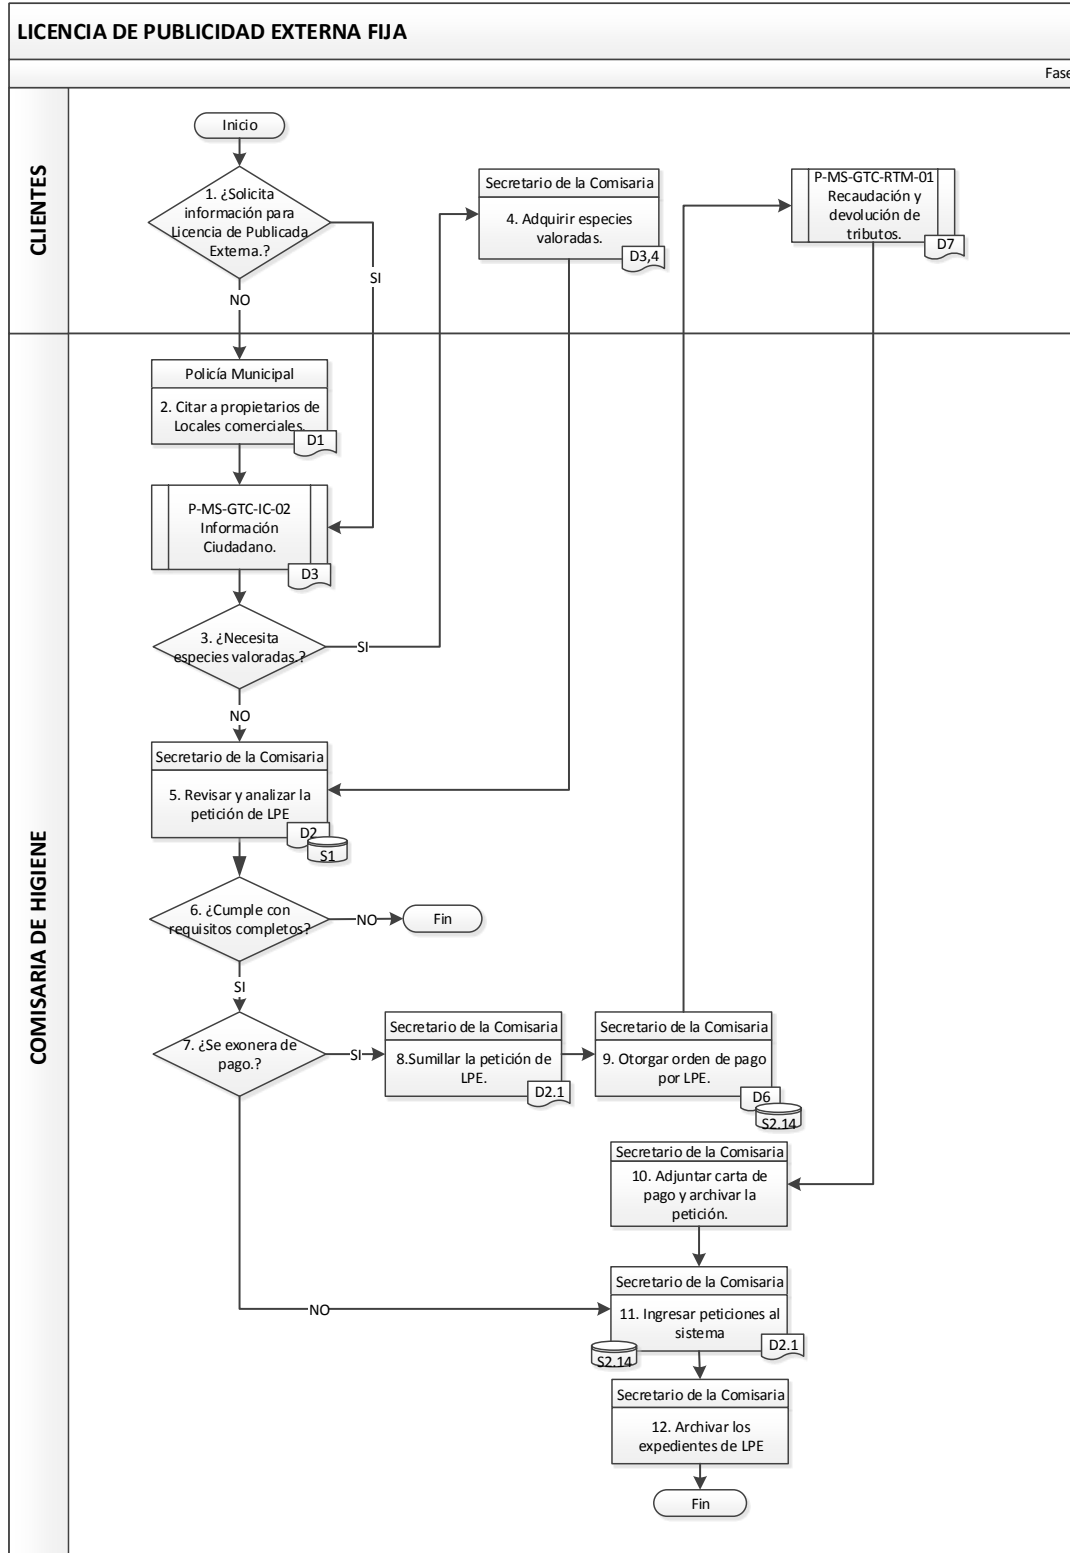 LICENCIA DE PUBLICIDAD EXTERNA FIJA
Fase
CLIENTES
Inicio
1. ¿Solicita
información para
Licencia de Publicada
Externa.?
SI
NO
Secretario de la Comisaria
4. Adquirir especies
valoradas.
D3,4
P-MS-GTC-RTM-01
Recaudación y
devolución de
tributos.
D7
COMISARIA DE HIGIENE
Policía Municipal
2. Citar a propietarios de
Locales comerciales.
D1
P-MS-GTC-IC-02
Información
Ciudadano.
D3
3. ¿Necesita
especies valoradas.?
SI
NO
Secretario de la Comisaria
5. Revisar y analizar la
petición de LPE
D2
S1
6. ¿Cumple con
requisitos completos?
NO
Fin
SI
7. ¿Se exonera de
pago.?
SI
Secretario de la Comisaria
8.Sumillar la petición de
LPE.
D2.1
Secretario de la Comisaria
9. Otorgar orden de pago
por LPE.
D6
S2.14
Secretario de la Comisaria
10. Adjuntar carta de
pago y archivar la
petición.
NO
Secretario de la Comisaria
11. Ingresar peticiones al
sistema
D2.1
S2.14
Secretario de la Comisaria
12. Archivar los
expedientes de LPE
Fin